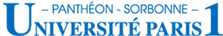 – PANTHÉON - SORBONNE –
UNIVERSITÉ PARIS 1